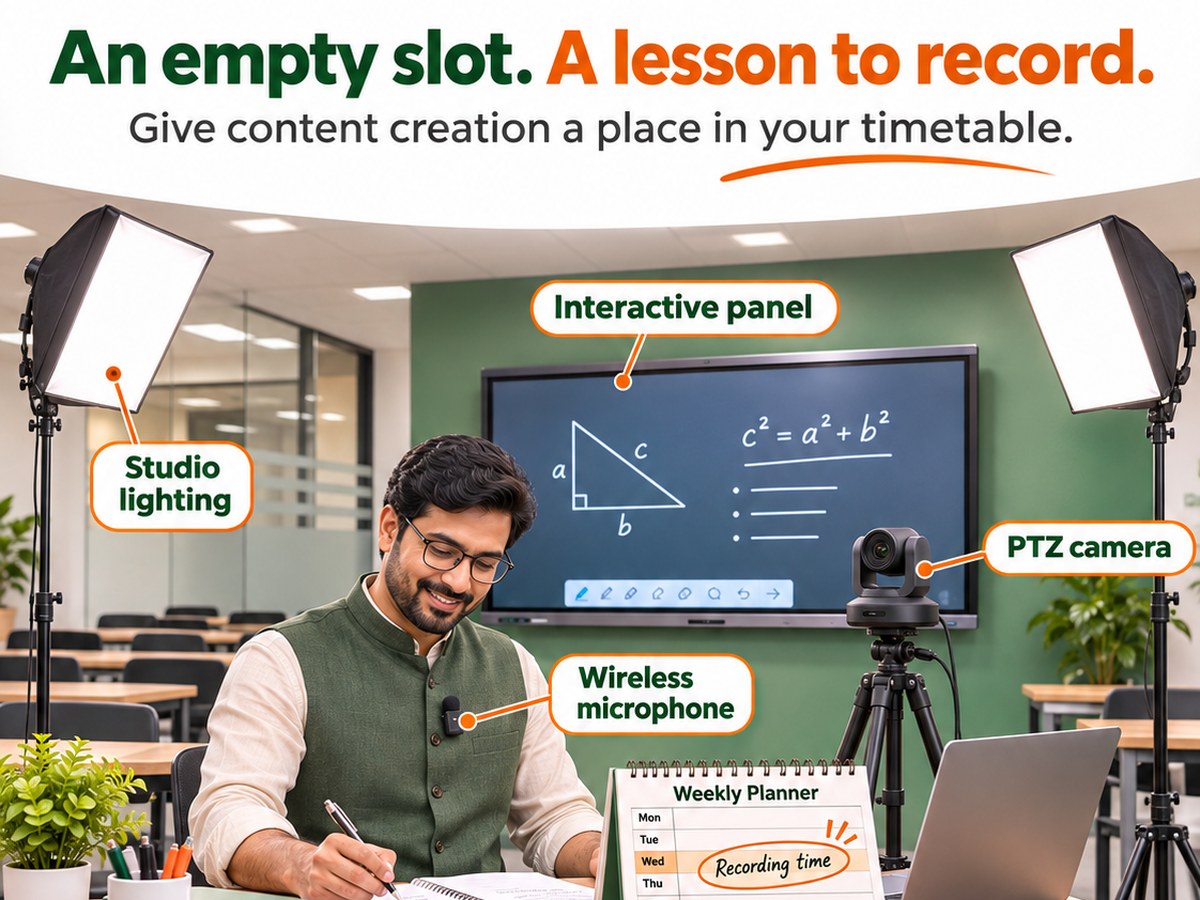 An empty slot. A lesson to record.
Give content creation a place in your timetable.
Interactive panel
a
c
b
c² = a² + b²
Studio
lighting
PTZ camera
Wireless
microphone
Weekly Planner
Mon
Tue
Wed
Recording time
Thu